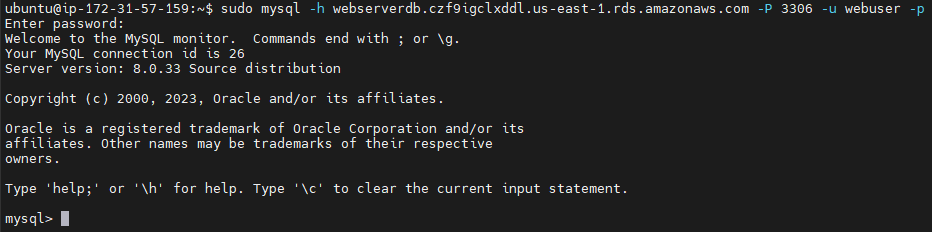 ubuntu@ip-172-31-57-159:~$ sudo mysql -h webserverdb.czf9igclxddl.us-east-1.rds.amazonaws.com -P 3306 -u webuser -p
Enter password:
Welcome to the MySQL monitor.  Commands end with ; or \g.
Your MySQL connection id is 26
Server version: 8.0.33 Source distribution

Copyright (c) 2000, 2023, Oracle and/or its affiliates.

Oracle is a registered trademark of Oracle Corporation and/or its
affiliates. Other names may be trademarks of their respective
owners.

Type 'help;' or '\h' for help. Type '\c' to clear the current input statement.

mysql>